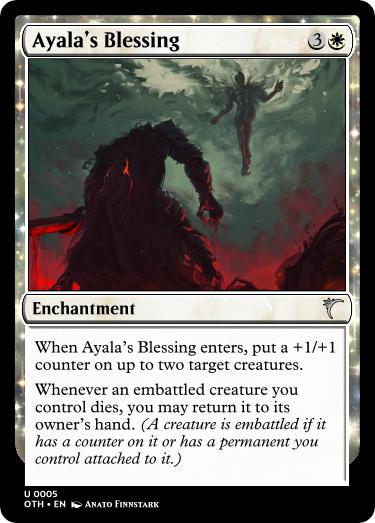 Ayala's Blessing 3
Enchantment
When Ayala's Blessing enters, put a +1/+1
counter on up to two target creatures.
Whenever an embattled creature you
control dies, you may return it to its
owner's hand. (A creature is embattled if it
has a counter on it or has a permanent you
control attached to it.)
U 0005
OTH • EN Anato Finnstark